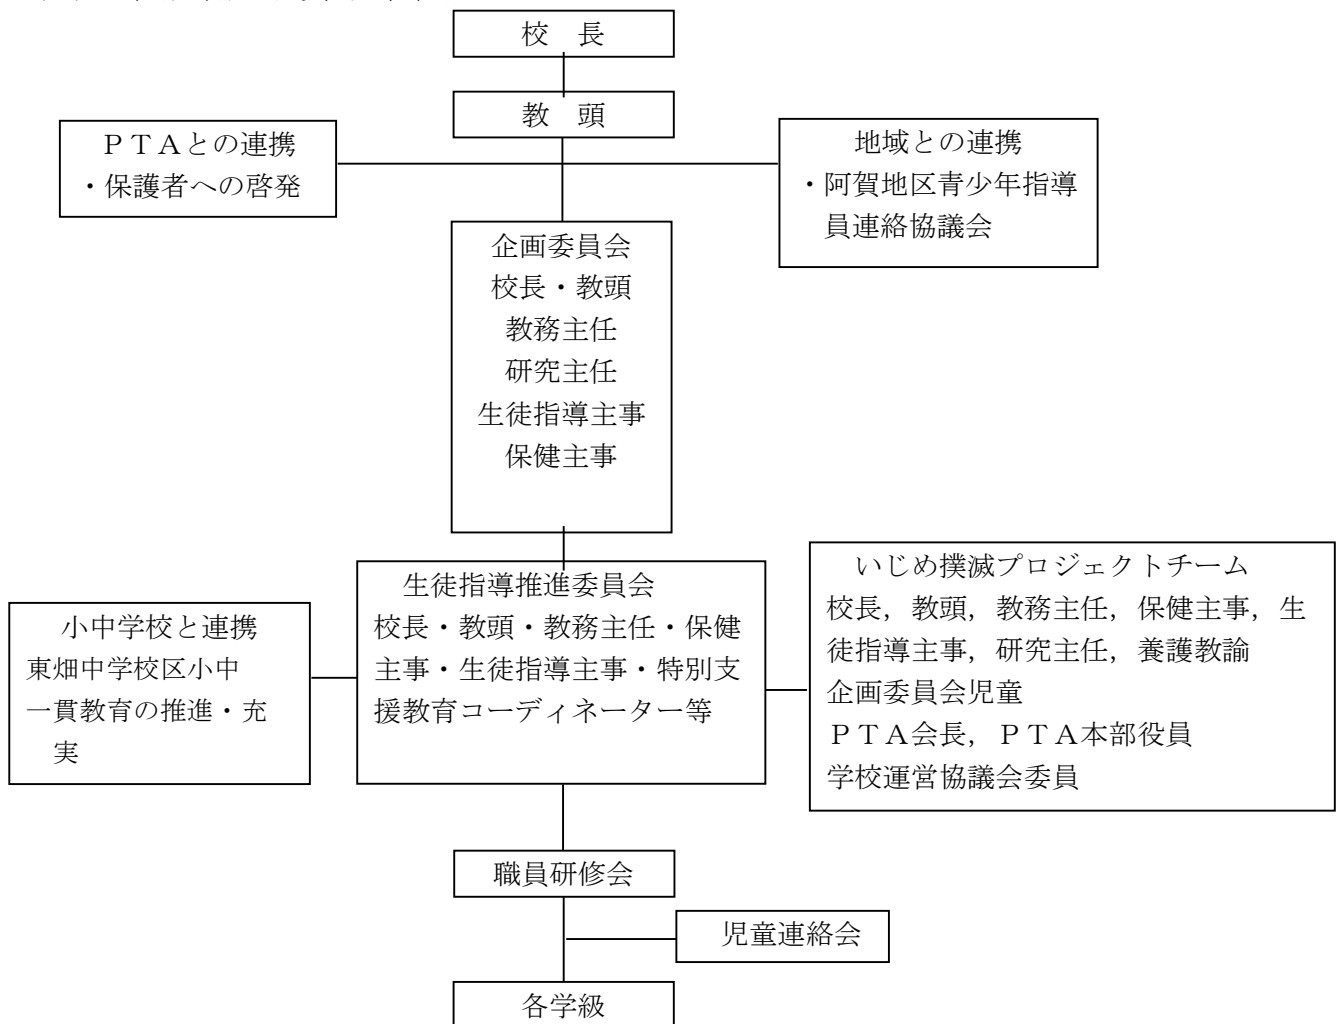 校　長
教　頭
ＰＴＡとの連携
・保護者への啓発
地域との連携
・阿賀地区青少年指導
員連絡協議会
企画委員会
校長・教頭
教務主任
研究主任
生徒指導主事
保健主事
生徒指導推進委員会
校長・教頭・教務主任・保健
主事・生徒指導主事・特別支
援教育コーディネーター等
いじめ撲滅プロジェクトチーム
校長，教頭，教務主任，保健主事，生
徒指導主事，研究主任，養護教諭
企画委員会児童
ＰＴＡ会長，ＰＴＡ本部役員
学校運営協議会委員
小中学校と連携
東畑中学校区小中
一貫教育の推進・充
実
職員研修会
児童連絡会
各学級